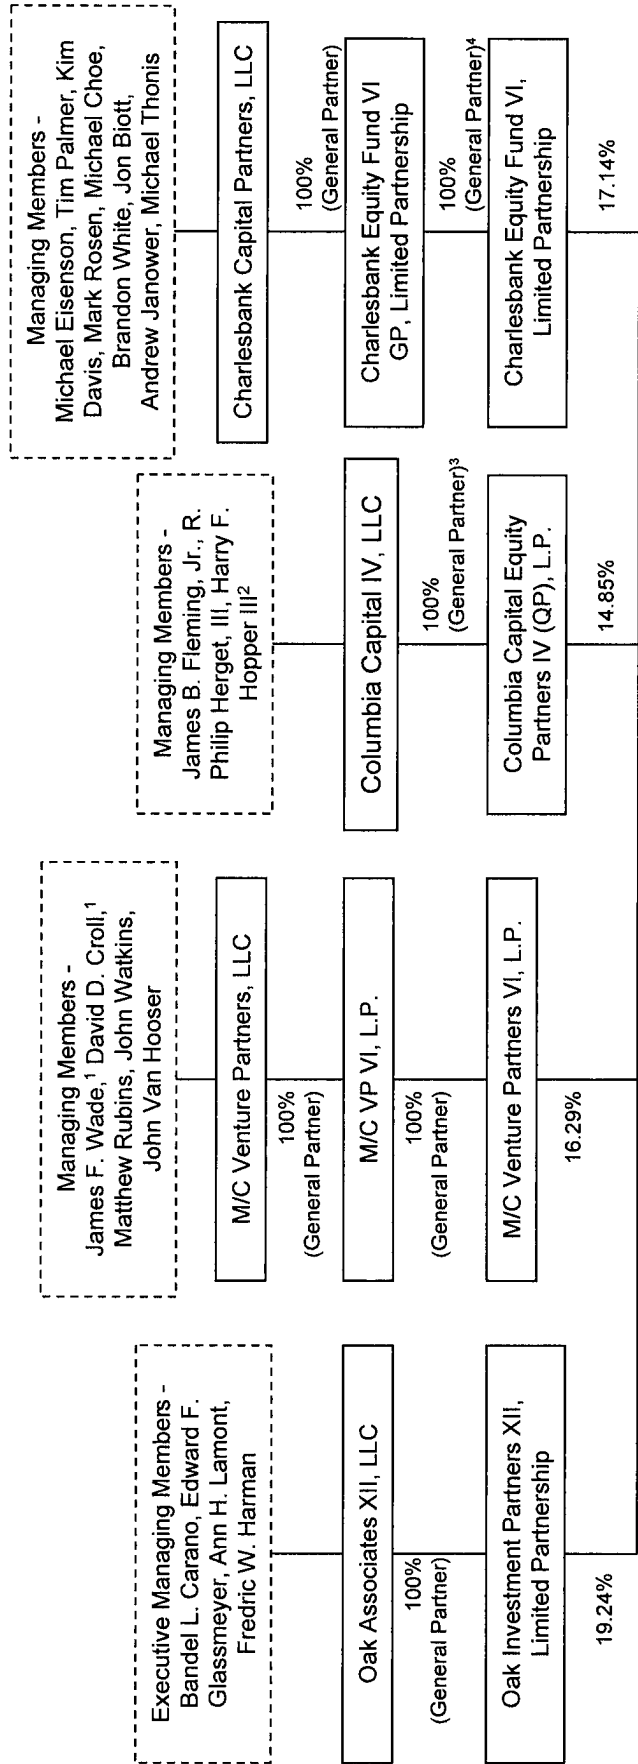 Executive Managing Members -
Bandel L. Carano, Edward F.
Glassmeyer, Ann H. Lamont,
Fredric W. Harman
Oak Associates XII, LLC
100%
(General Partner)
Oak Investment Partners XII,
Limited Partnership
19.24%
Managing Members -
James F. Wade,¹ David D. Croll,¹
Matthew Rubins, John Watkins,
John Van Hooser
M/C Venture Partners, LLC
100%
(General Partner)
M/C VP VI, L.P.
100%
(General Partner)
M/C Venture Partners VI, L.P.
16.29%
Managing Members -
James B. Fleming, Jr., R.
Philip Herget, III, Harry F.
Hopper III²
Columbia Capital IV, LLC
100%
(General Partner)³
Columbia Capital Equity
Partners IV (QP), L.P.
14.85%
Managing Members -
Michael Eisenson, Tim Palmer, Kim
Davis, Mark Rosen, Michael Choe,
Brandon White, Jon Biott,
Andrew Janower, Michael Thonis
Charlesbank Capital Partners, LLC
100%
(General Partner)
Charlesbank Equity Fund VI
GP, Limited Partnership
100%
(General Partner)⁴
Charlesbank Equity Fund VI,
Limited Partnership
17.14%